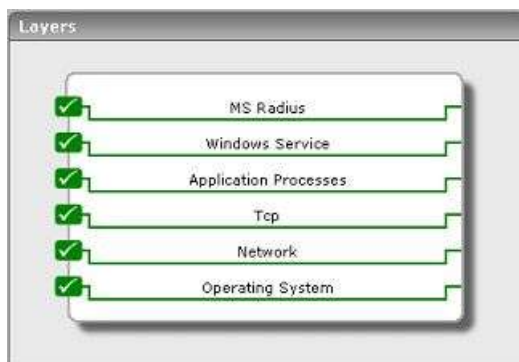 Layers
MS Radius
Windows Service
Application Processes
Tcp
Network
Operating System